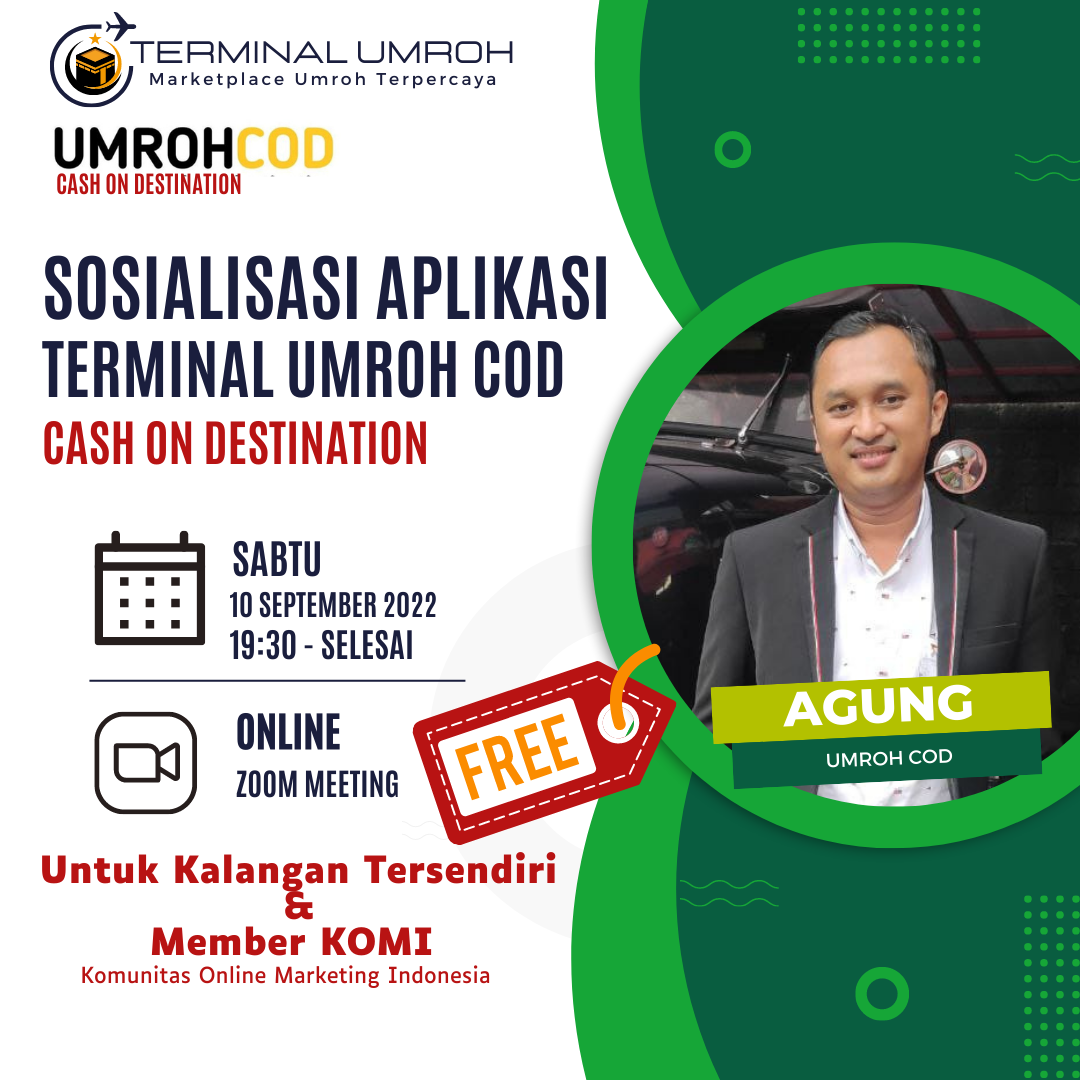 TERMINAL UMROH
Marketplace Umroh Terpercaya
UMROHCOD
CASH ON DESTINATION
SOSIALISASI APLIKASI
TERMINAL UMROH COD
CASH ON DESTINATION
SABTU
10 SEPTEMBER 2022
19:30 - SELESAI
ONLINE
ZOOM MEETING
FREE
AGUNG
UMROH COD
Untuk Kalangan Tersendiri
&
Member KOMI
Komunitas Online Marketing Indonesia